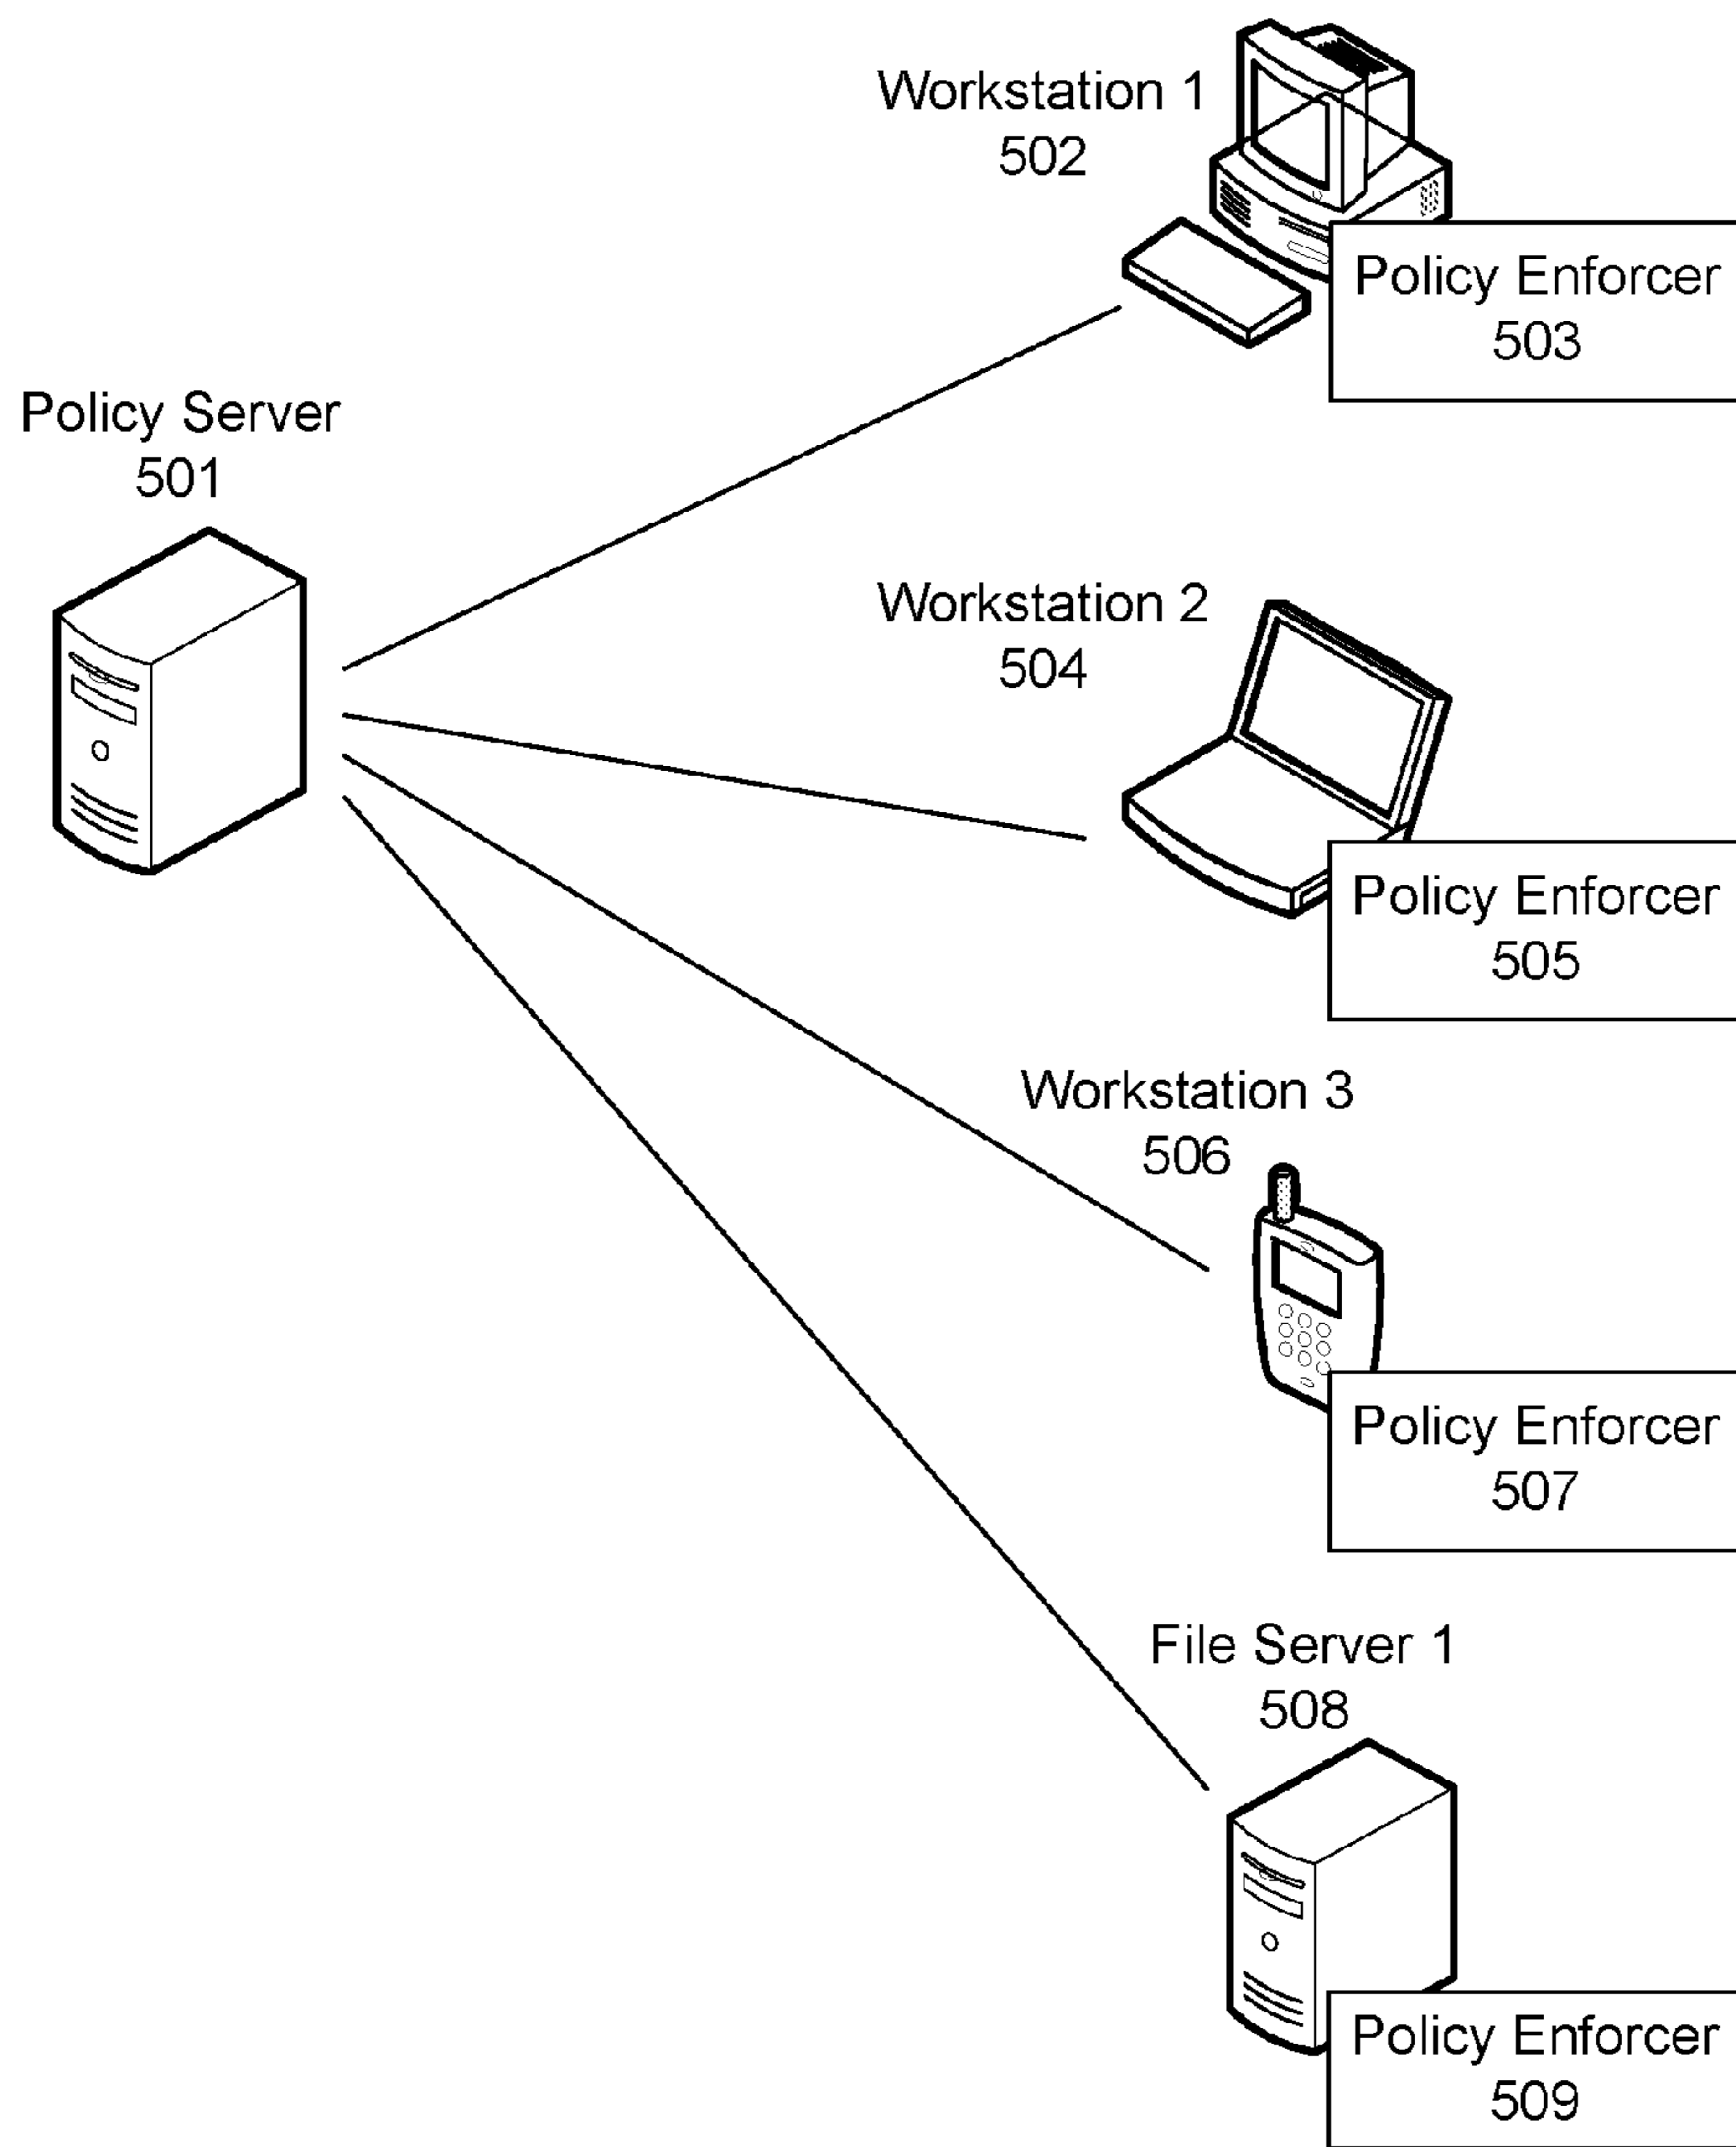 Workstation 1
502
Policy Enforcer
503
Policy Server
501
Workstation 2
504
Policy Enforcer
505
Workstation 3
506
Policy Enforcer
507
File Server 1
508
Policy Enforcer
509